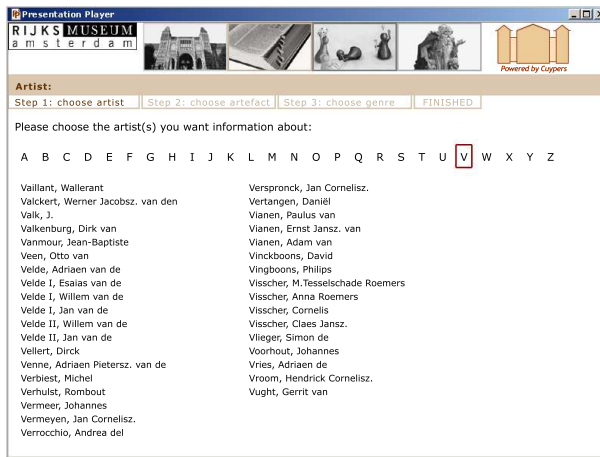 Presentation Player
RIJKSMUSEUM
amsterdam
Powered by Cuypers
Artist:
Step 1: choose artist Step 2: choose artefact Step 3: choose genre FINISHED
Please choose the artist(s) you want information about:
A B C D E F G H I J K L M N O P Q R S T U V W X Y Z
Vaillant, Wallerant
Valckert, Werner Jacobsz. van den
Valk, J.
Valkenburg, Dirk van
Vanmour, Jean-Baptiste
Veen, Otto van
Velde, Adriaen van de
Velde I, Esaias van de
Velde I, Willem van de
Velde I, Jan van de
Velde II, Willem van de
Velde II, Jan van de
Vellert, Dirck
Venne, Adriaen Pietersz. van de
Verbiest, Michel
Verhulst, Rombout
Vermeer, Johannes
Vermeyen, Jan Cornelisz.
Verrocchio, Andrea del
Verspronck, Jan Cornelisz.
Vertangen, Daniël
Vianen, Paulus van
Vianen, Ernst Jansz. van
Vianen, Adam van
Vinckboons, David
Vingboons, Philips
Visscher, M.Tesselschade Roemers
Visscher, Anna Roemers
Visscher, Cornelis
Visscher, Claes Jansz.
Vlieger, Simon de
Voorhout, Johannes
Vries, Adriaen de
Vroom, Hendrick Cornelisz.
Vught, Gerrit van